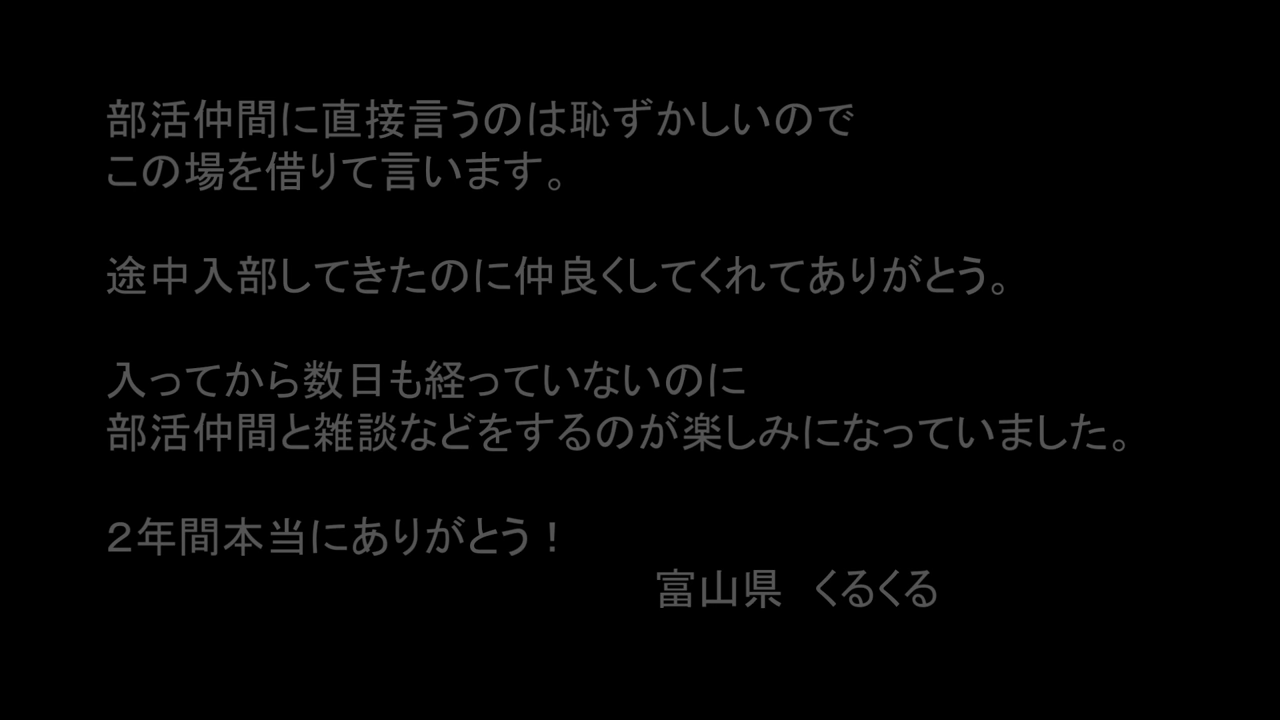 部活仲間に直接言うのは恥ずかしいので
この場を借りて言います。
途中入部してきたのに仲良くしてくれてありがとう。
入ってから数日も経っていないのに
部活仲間と雑談などをするのが楽しみになっていました。
２年間本当にありがとう！
富山県　くるくる